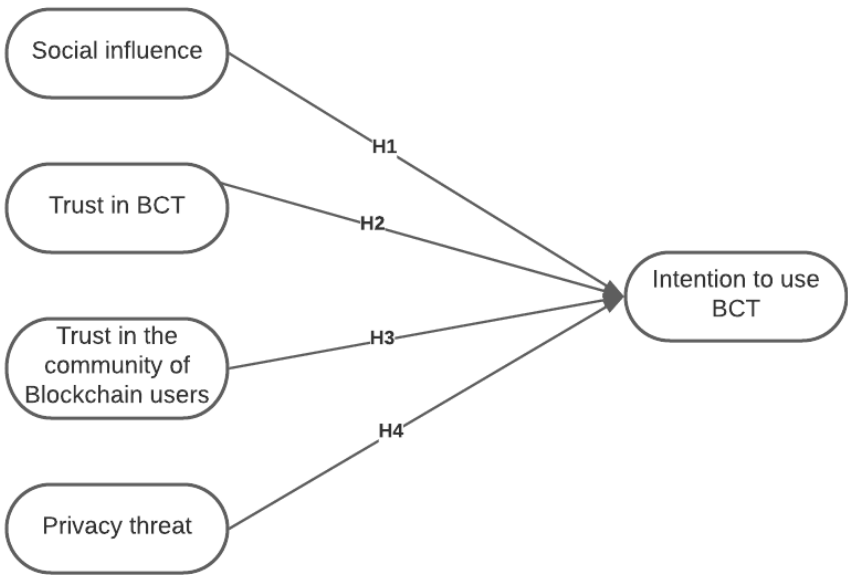 Social influence
H1
Trust in BCT
H2
Intention to use
BCT
Trust in the
community of
Blockchain users
H3
H4
Privacy threat